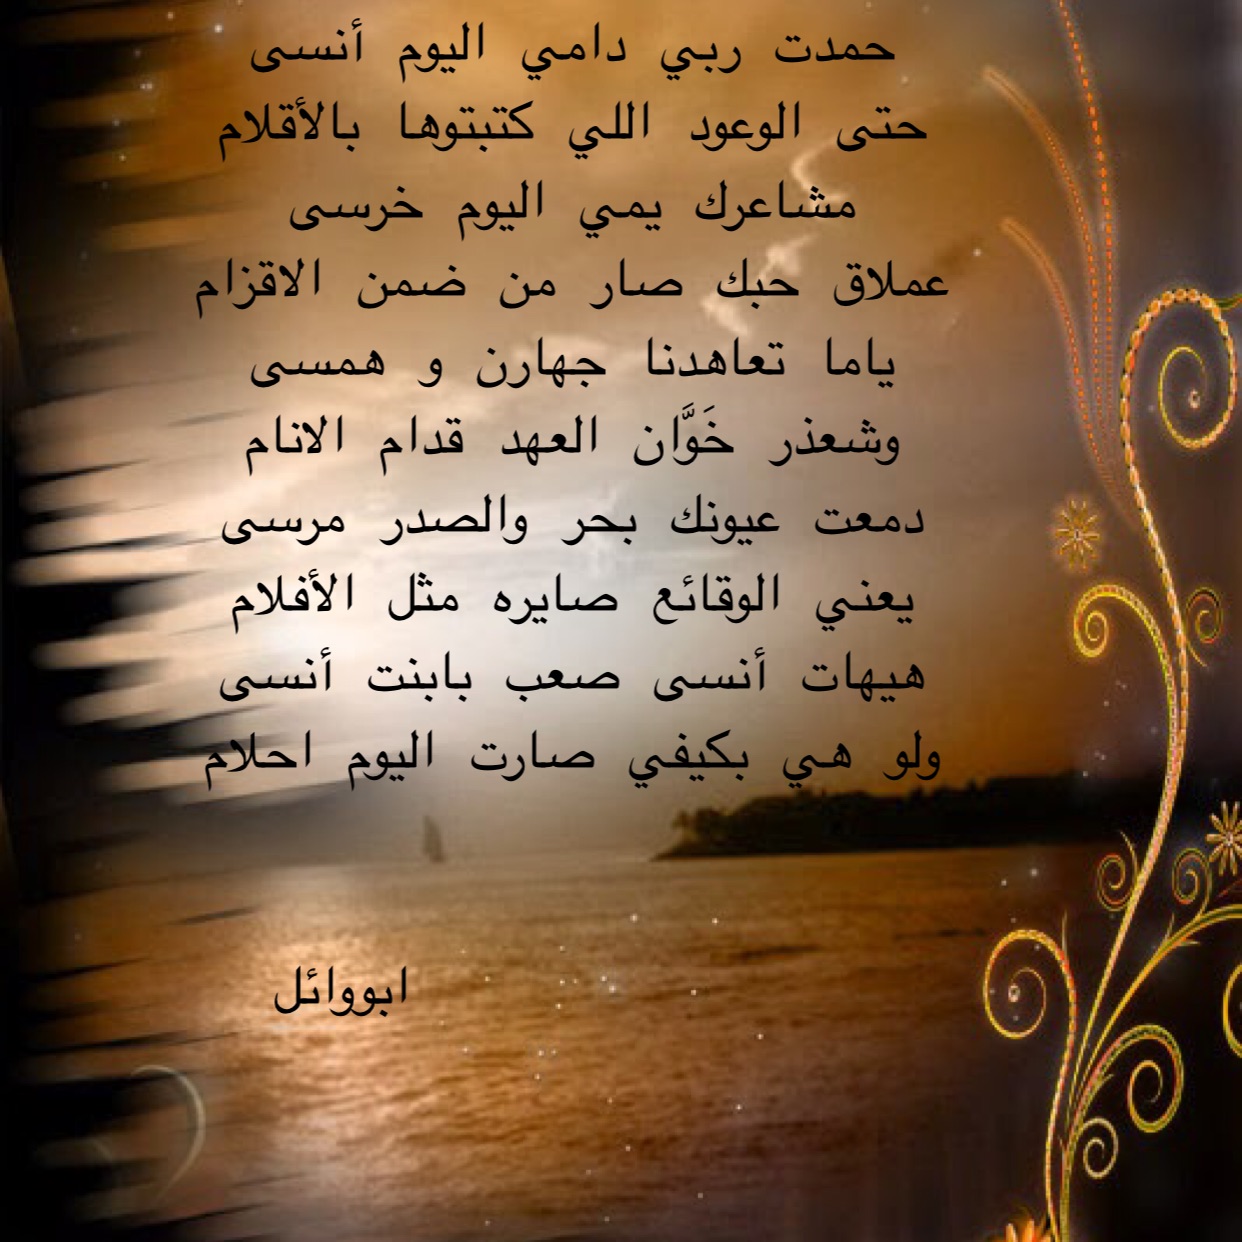 حمدت ربي دامي اليوم أنسى
حتى الوعود اللي كتبتوها بالأقلام
مشاعرك يمي اليوم خرسى
عملاق حبك صار من ضمن الاقزام
ياما تعاهدنا جهارن و همسى
وشعذر خَوَّان العهد قدام الانام
دمعت عيونك بحر والصدر مرسى
يعني الوقائع صايره مثل الأفلام
هيهات أنسى صعب بابنت أنسى
ولو هي بكيفي صارت اليوم احلام
ابووائل